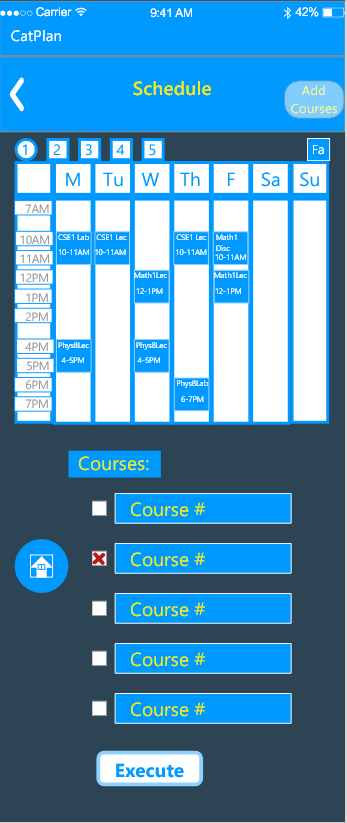 Carrier 9:41 AM 42%
CatPlan
Schedule
Add
Courses
1 2 3 4 5 Fa
M Tu W Th F Sa Su
7AM
10AM
CSE1 Lab
10-11AM
CSE1 Lec
10-11AM
CSE1 Lec
10-11AM
Math1
Disc
10-11AM
11AM
12PM
Math1Lec
12-1PM
Math1Lec
12-1PM
1PM
2PM
4PM
Phys8Lec
4-5PM
Phys8Lec
4-5PM
5PM
6PM
Phys8Lab
6-7PM
7PM
Courses:
Course #
Course #
Course #
Course #
Course #
Execute